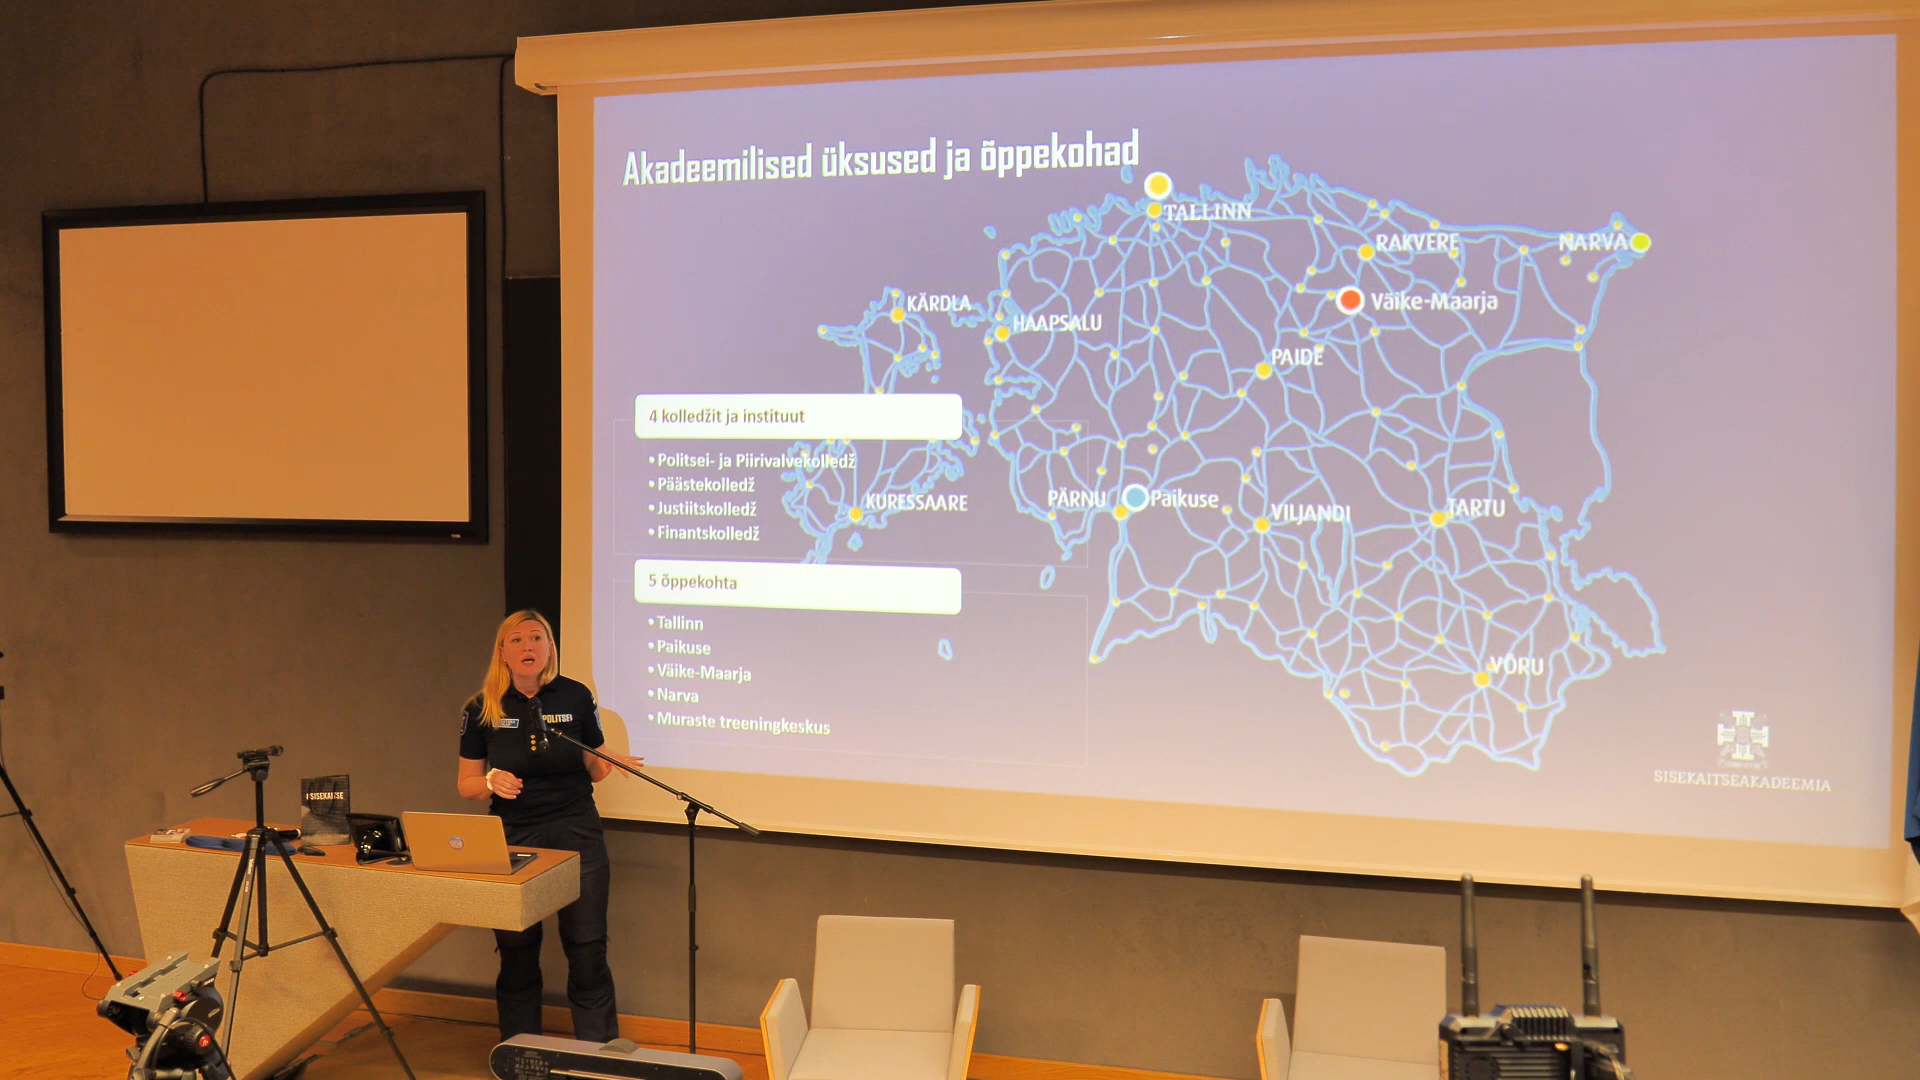 Akadeemilised üksused ja õppekohad
TALLINN
RAKVERE
NARVA
Väike-Maarja
KÄRDLA
HAAPSALU
PAIDE
4 kolledžit ja instituut
• Politsei- ja Piirivalvekolledž
• Päästekolledž
• Justiitskolledž
• Finantskolledž
KURESSAARE
PÄRNU
Paikuse
VILJANDI
TARTU
5 õppekohta
• Tallinn
• Paikuse
• Väike-Maarja
• Narva
• Muraste treeningkeskus
VÕRU
SISEKAITSEAKADEEMIA
POLITSEI